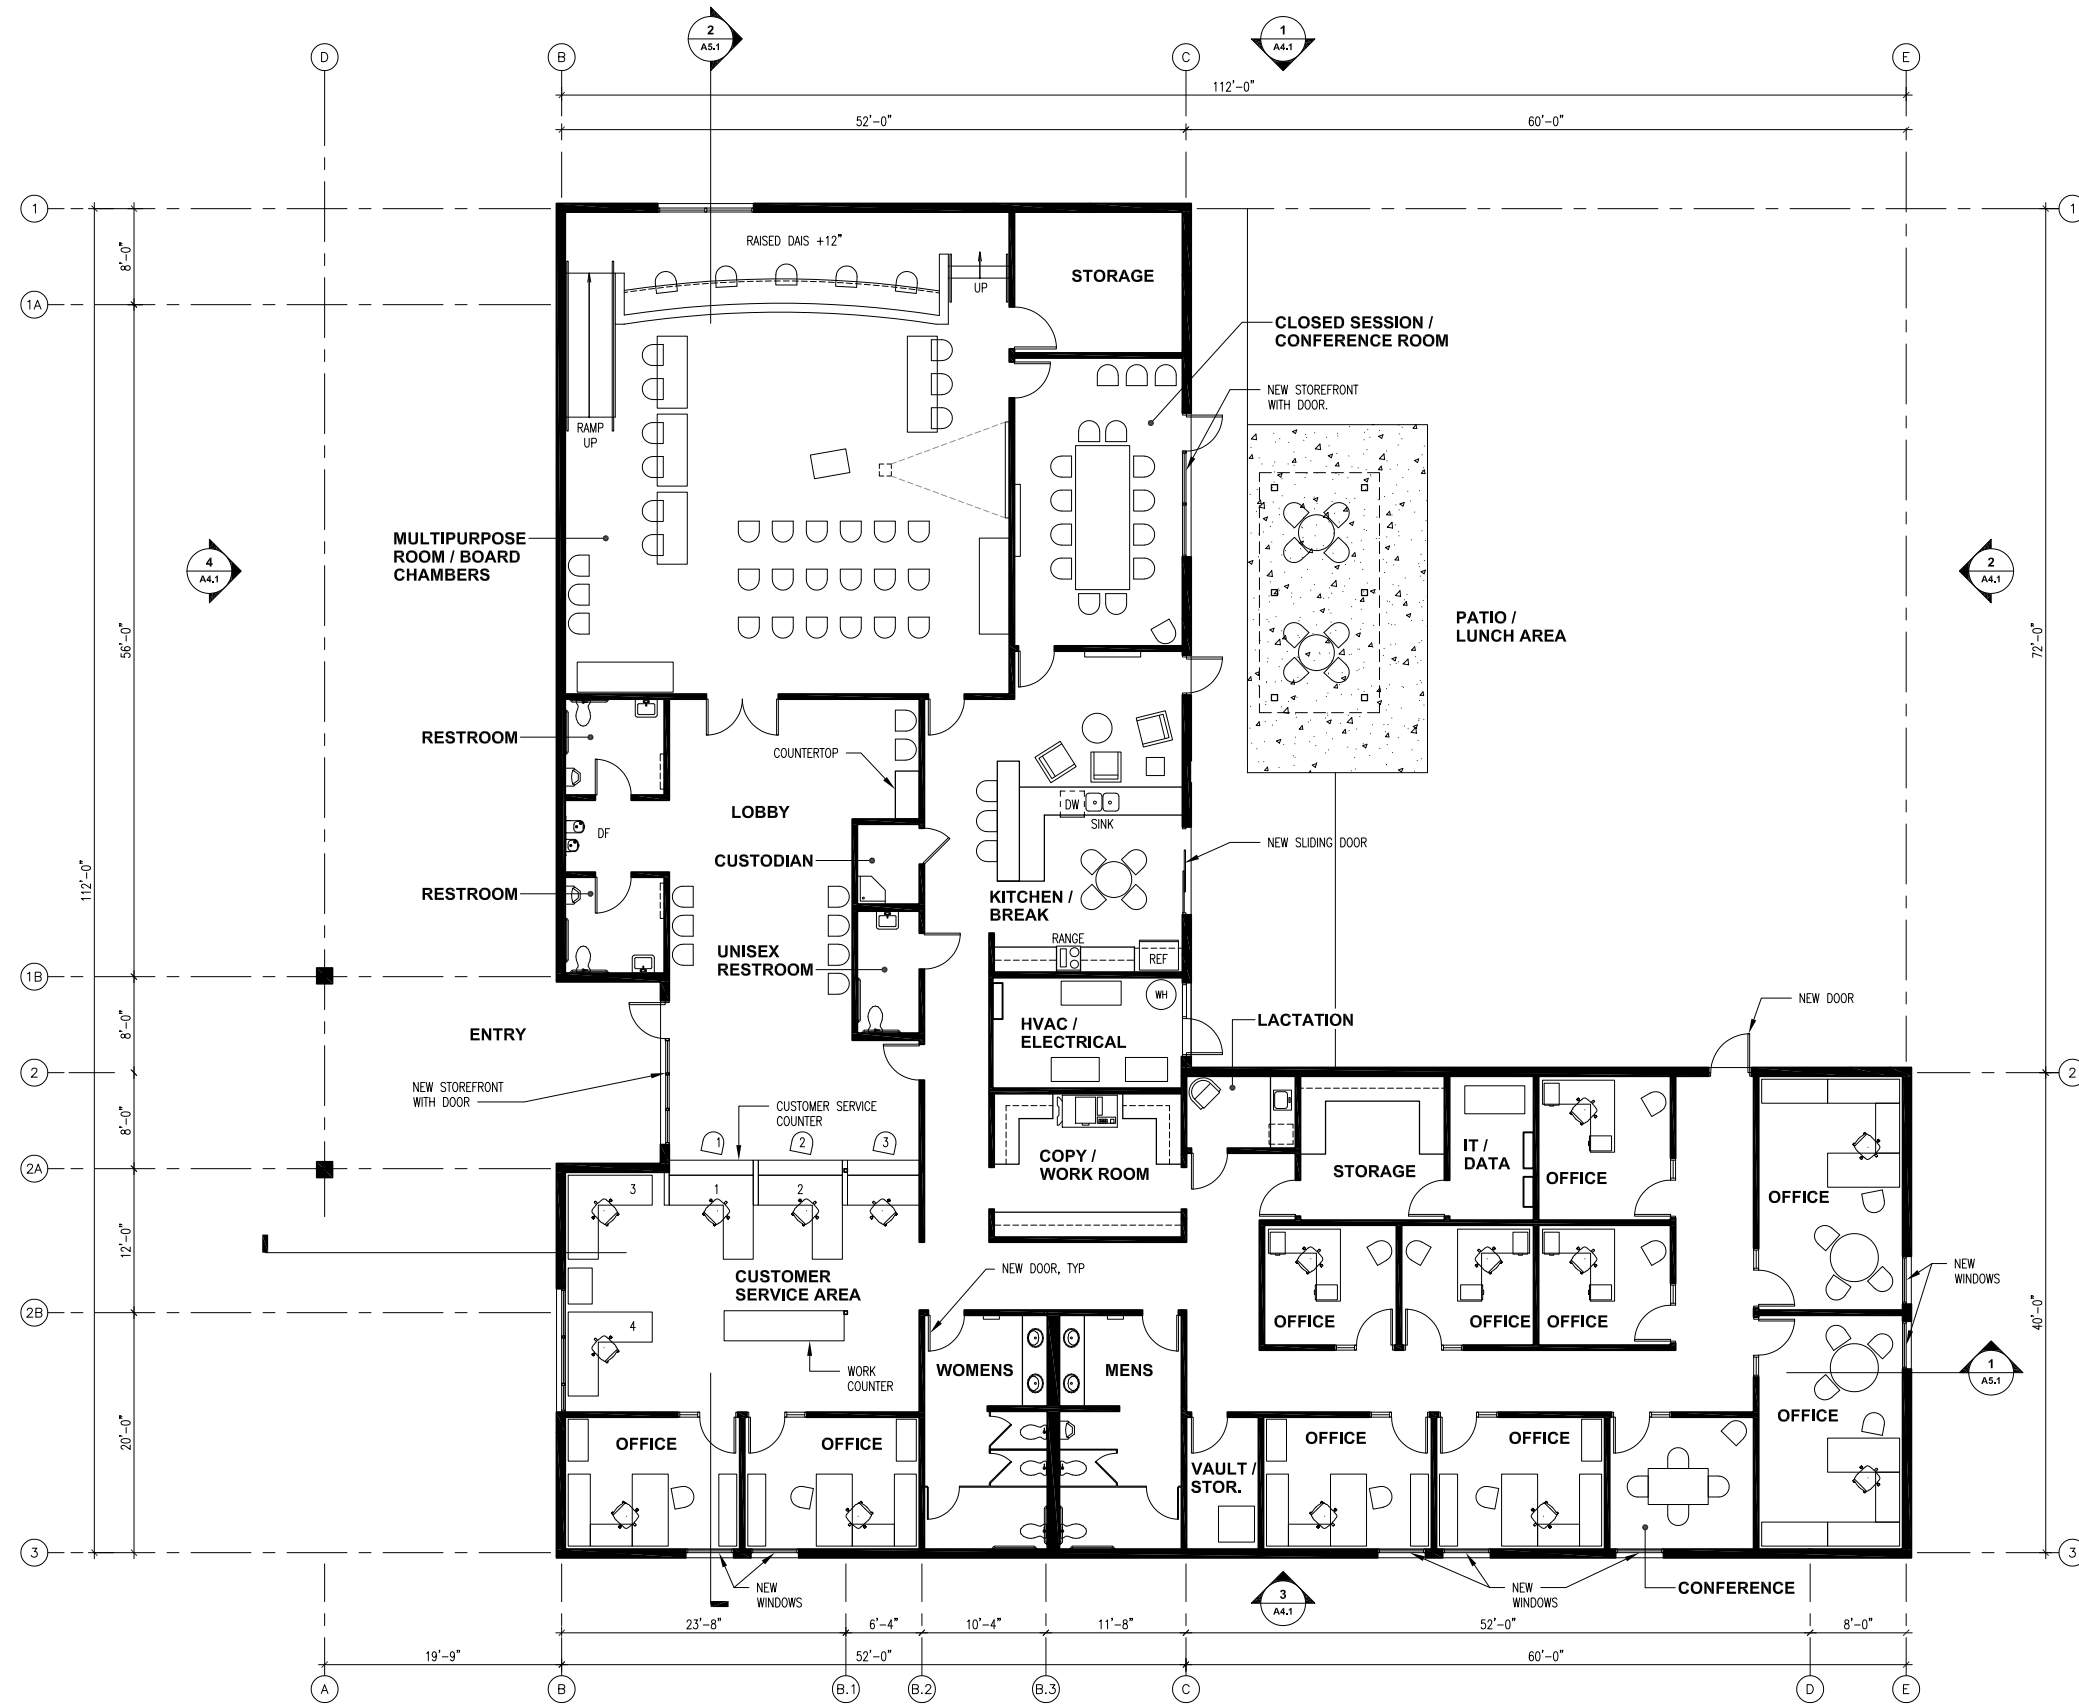 2
A5.1
1
A4.1
D
B
C
E
112'-0"
52'-0"
60'-0"
1
1
8'-0"
RAISED DAIS +12"
STORAGE
UP
1A
CLOSED SESSION /
CONFERENCE ROOM
NEW STOREFRONT
WITH DOOR.
RAMP
UP
MULTIPURPOSE
ROOM / BOARD
CHAMBERS
4
A4.1
2
A4.1
56'-0"
PATIO /
LUNCH AREA
72'-0"
RESTROOM
COUNTERTOP
LOBBY
DW
SINK
DF
NEW SLIDING DOOR
CUSTODIAN
112'-0"
RESTROOM
KITCHEN /
BREAK
RANGE
REF
UNISEX
RESTROOM
1B
WH
NEW DOOR
ENTRY
HVAC /
ELECTRICAL
LACTATION
8'-0"
2
2
NEW STOREFRONT
WITH DOOR
CUSTOMER SERVICE
COUNTER
8'-0"
1
2
3
COPY /
WORK ROOM
IT /
DATA
2A
STORAGE
OFFICE
3
1
2
OFFICE
12'-0"
CUSTOMER
SERVICE AREA
NEW DOOR, TYP
NEW
WINDOWS
2B
4
OFFICE
OFFICE
OFFICE
40'-0"
WORK
COUNTER
WOMENS
MENS
1
A5.1
20'-0"
OFFICE
OFFICE
OFFICE
OFFICE
OFFICE
VAULT /
STOR.
3
3
NEW
WINDOWS
3
A4.1
NEW
WINDOWS
CONFERENCE
23'-8"
6'-4"
10'-4"
11'-8"
52'-0"
8'-0"
19'-9"
52'-0"
60'-0"
A
B
B.1
B.2
B.3
C
D
E